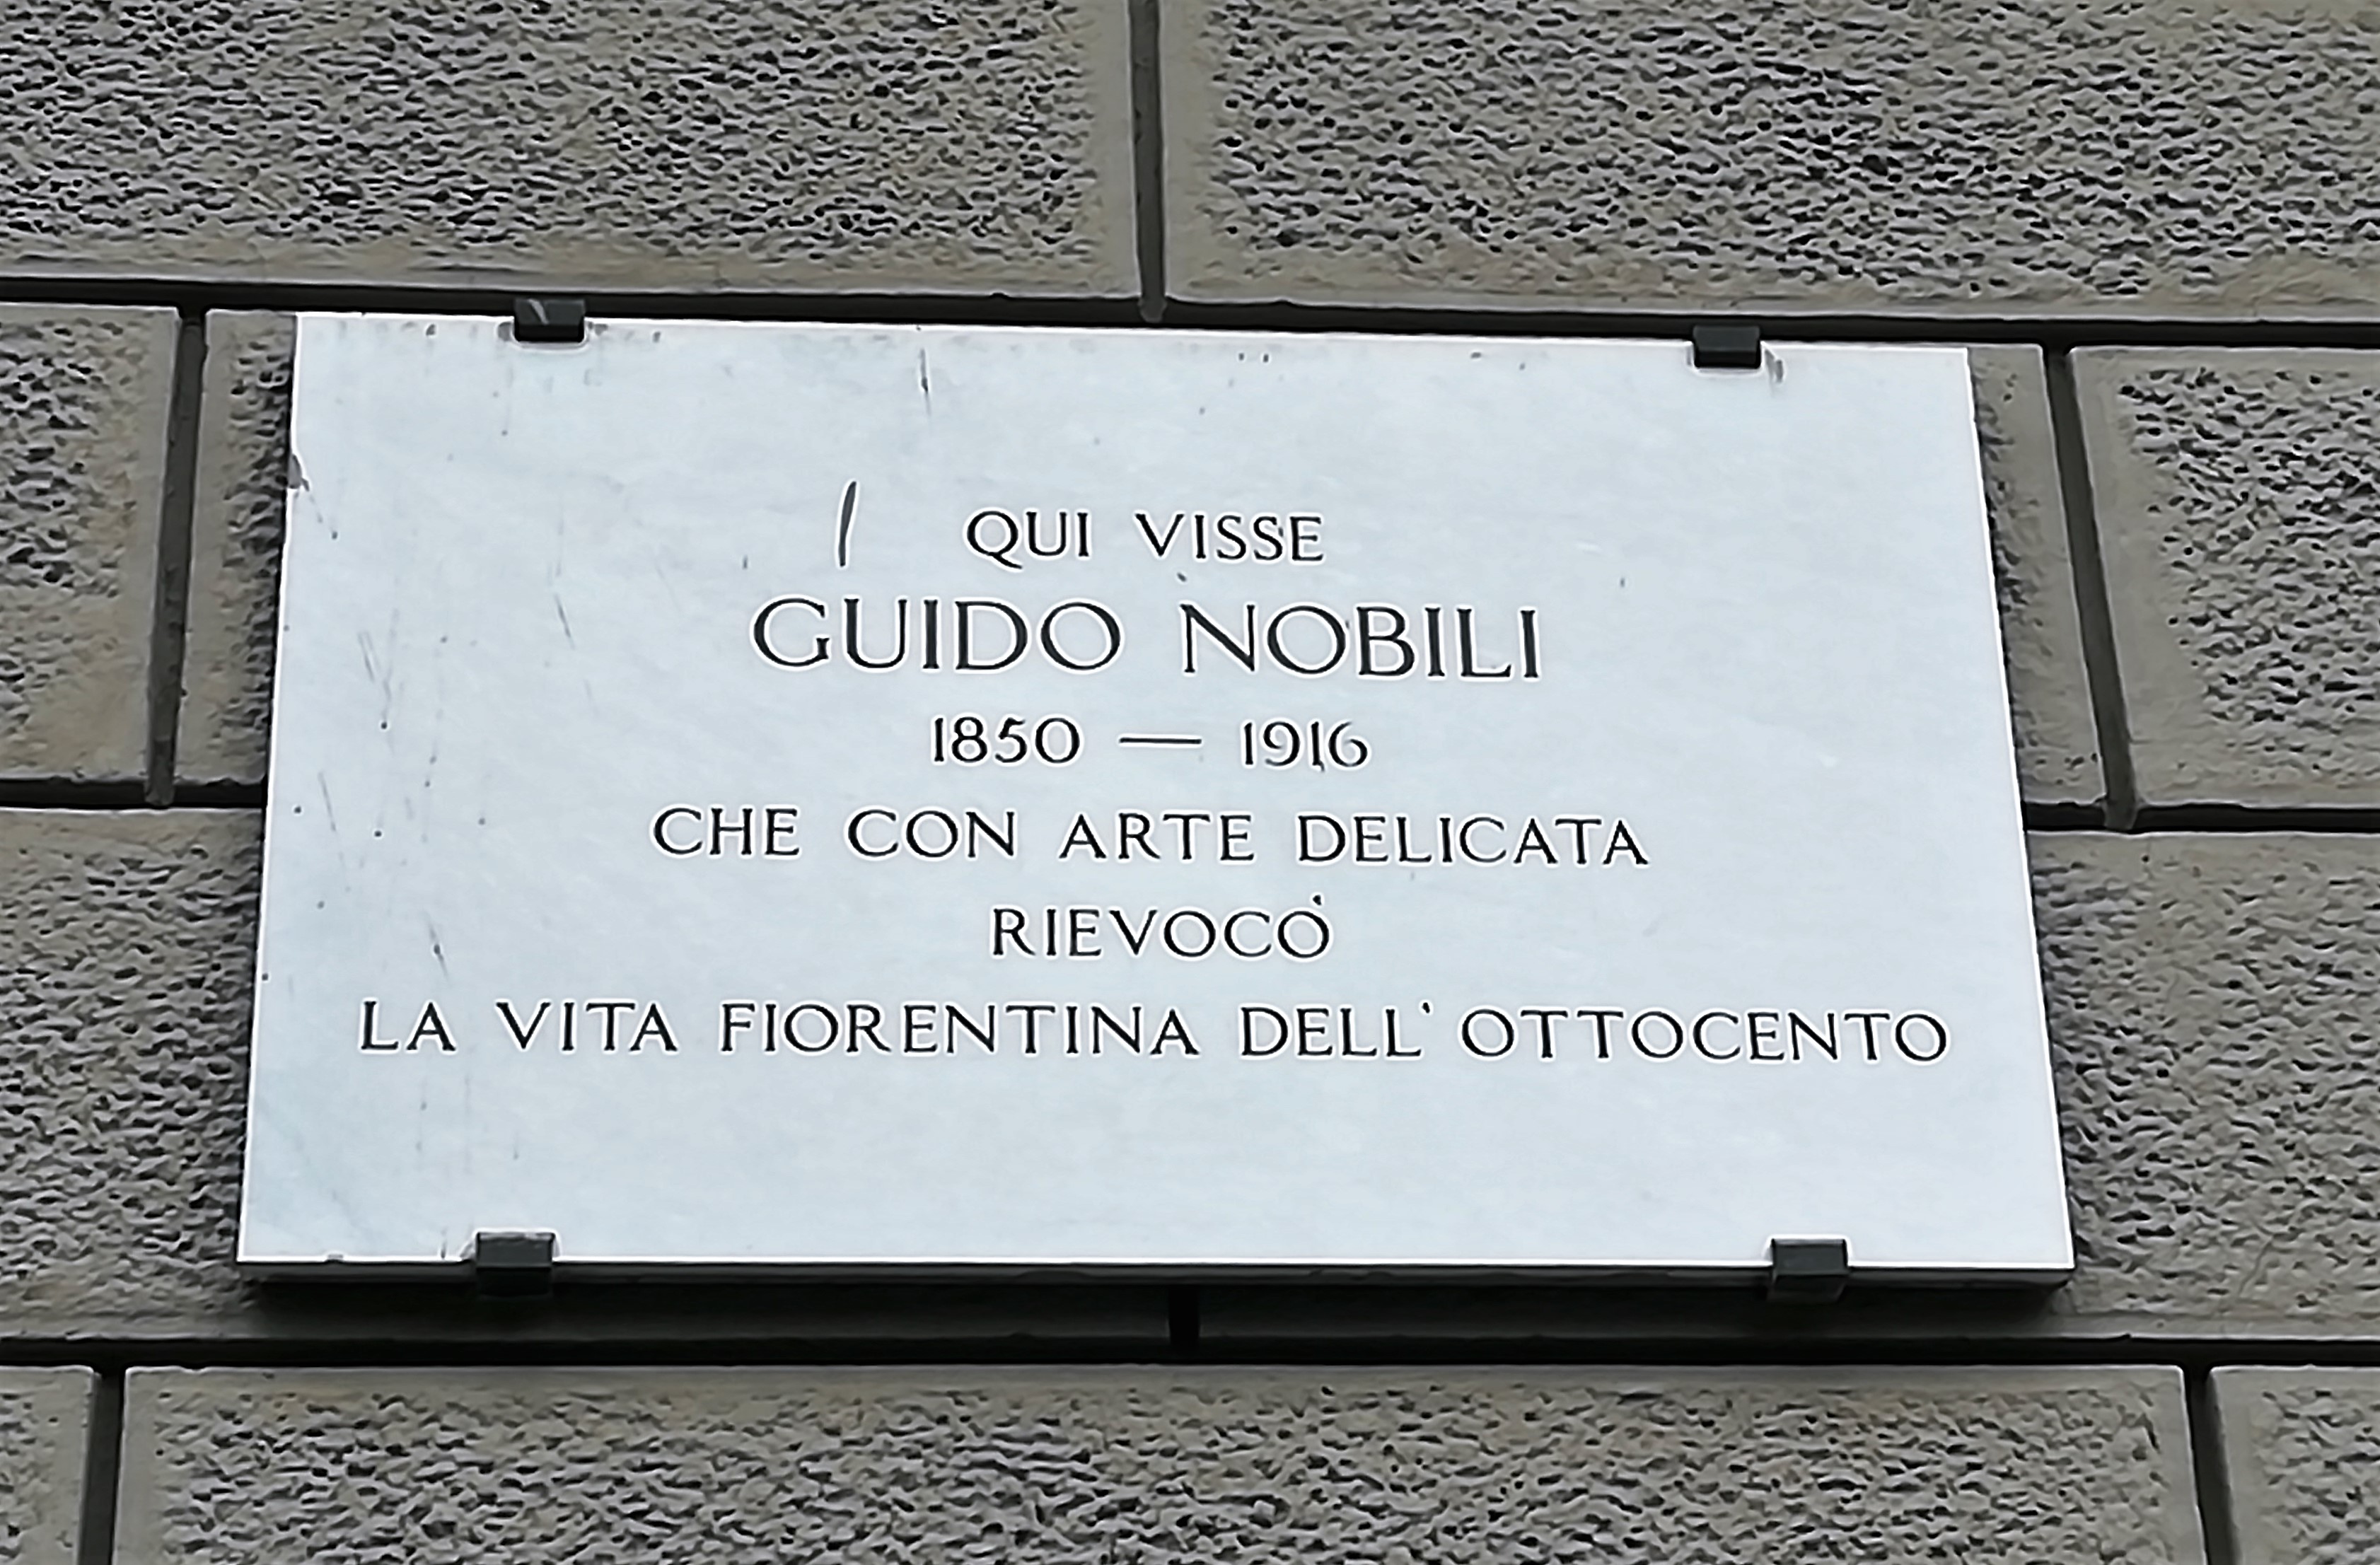 QUI VISSE
GUIDO NOBILI
1850 — 1916
CHE CON ARTE DELICATA
RIEVOCÒ
LA VITA FIORENTINA DELL' OTTOCENTO